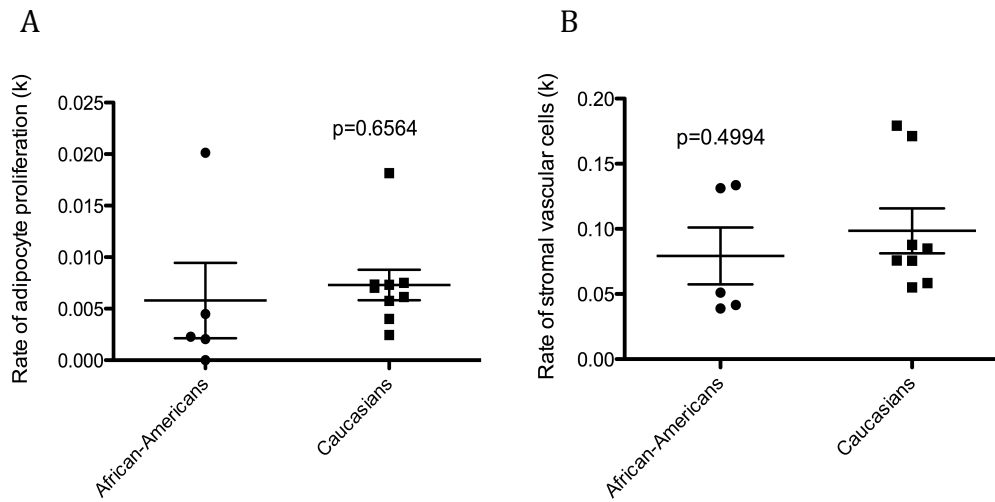 A
B
Rate of adipocyte proliferation (k)
0.025
0.020
0.015
0.010
0.005
0.000
p=0.6564
African-Americans
Caucasians
Rate of stromal vascular cells (k)
0.20
0.15
0.10
0.05
0.00
p=0.4994
African-Americans
Caucasians